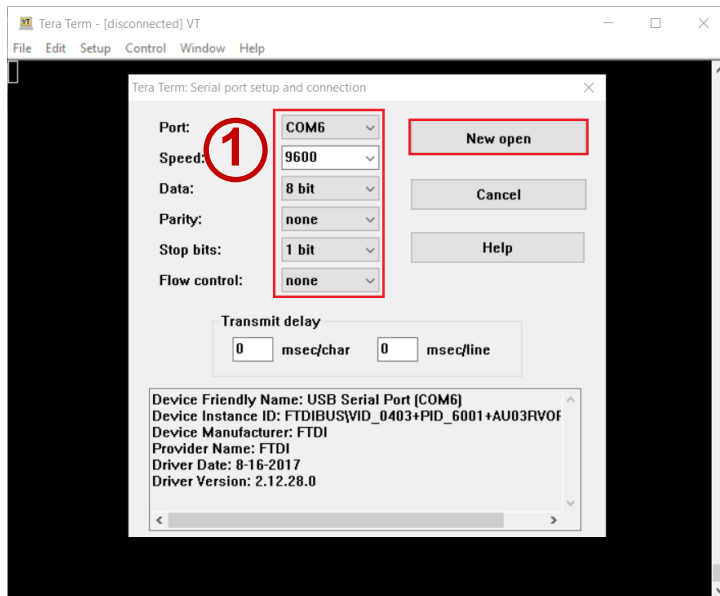 VT Tera Term - [disconnected] VT
File Edit Setup Control Window Help
Tera Term: Serial port setup and connection
Port: COM6 New open
1
Speed: 9600
Data: 8 bit Cancel
Parity: none
Stop bits: 1 bit Help
Flow control: none
Transmit delay
0 msec/char 0 msec/line
Device Friendly Name: USB Serial Port (COM6)
Device Instance ID: FTDIBUS\VID_0403+PID_6001+AU03RVOF
Device Manufacturer: FTDI
Provider Name: FTDI
Driver Date: 8-16-2017
Driver Version: 2.12.28.0